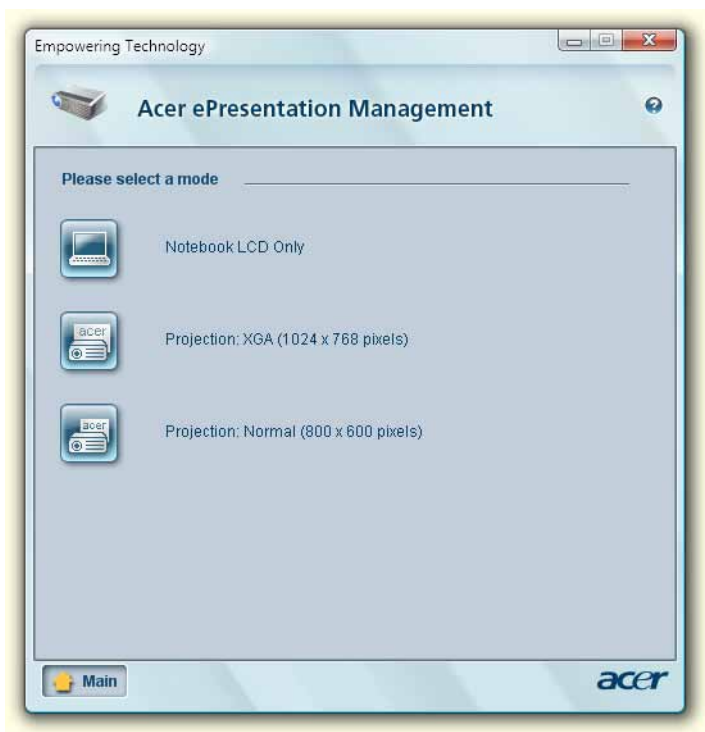 Empowering Technology
Acer ePresentation Management
Please select a mode
Notebook LCD Only
acer
Projection: XGA (1024 x 768 pixels)
acer
Projection: Normal (800 x 600 pixels)
Main
acer